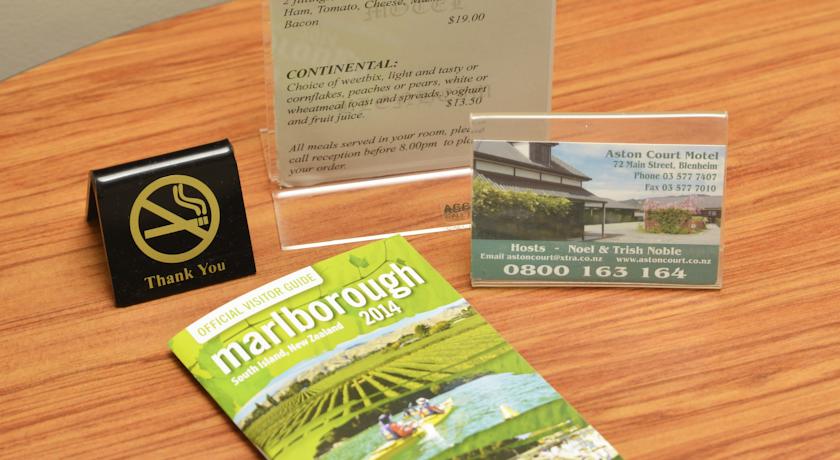 Ham, Tomato, Cheese,
Bacon
$19.00
CONTINENTAL:
Choice of weetbix, light and tasty or
cornflakes, peaches or pears, white or
wheatmeal toast and spreads, yoghurt
and fruit juice.
$13.50
All meals served in your room,
call reception before 8.00pm to
your order.
Thank You
Aston Court Motel
72 Main Street, Blenheim
Phone 03 577 7407
Fax 03 577 7010
Hosts - Noel & Trish Noble
Email astoncourt@xtra.co.nz www.astoncourt.co.nz
0800 163 164
OFFICIAL VISITOR GUIDE
marlborough
2014
South Island, New Zealand